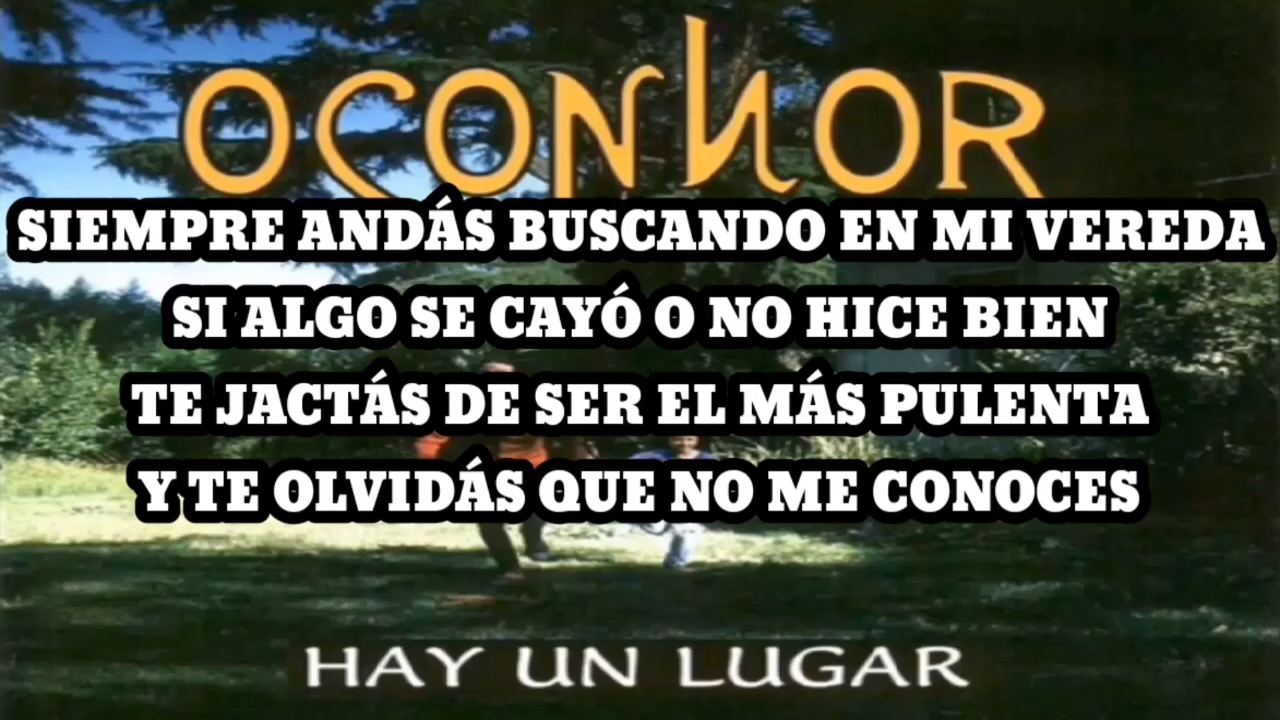 OCONNOR
SIEMPRE ANDÁS BUSCANDO EN MI VEREDA
SI ALGO SE CAYÓ O NO HICE BIEN
TE JACTÁS DE SER EL MÁS PULENTA
Y TE OLVIDÁS QUE NO ME CONOCES
HAY UN LUGAR